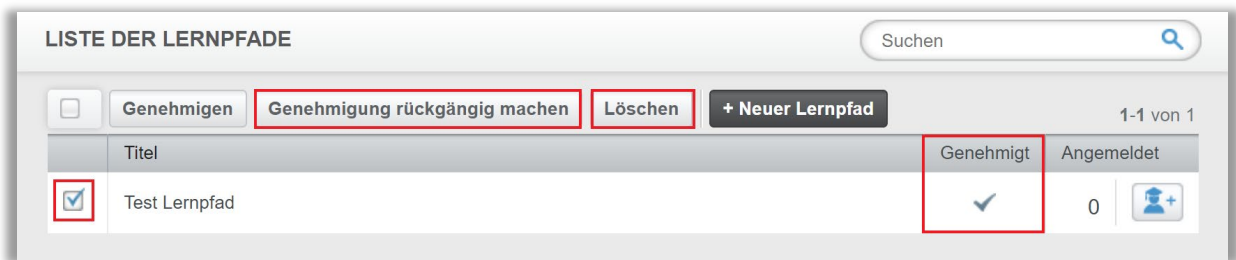 LISTE DER LERNPFADE
Suchen
Genehmigen Genehmigung rückgängig machen Löschen + Neuer Lernpfad 1-1 von 1
Titel Genehmigt Angemeldet
Test Lernpfad 0